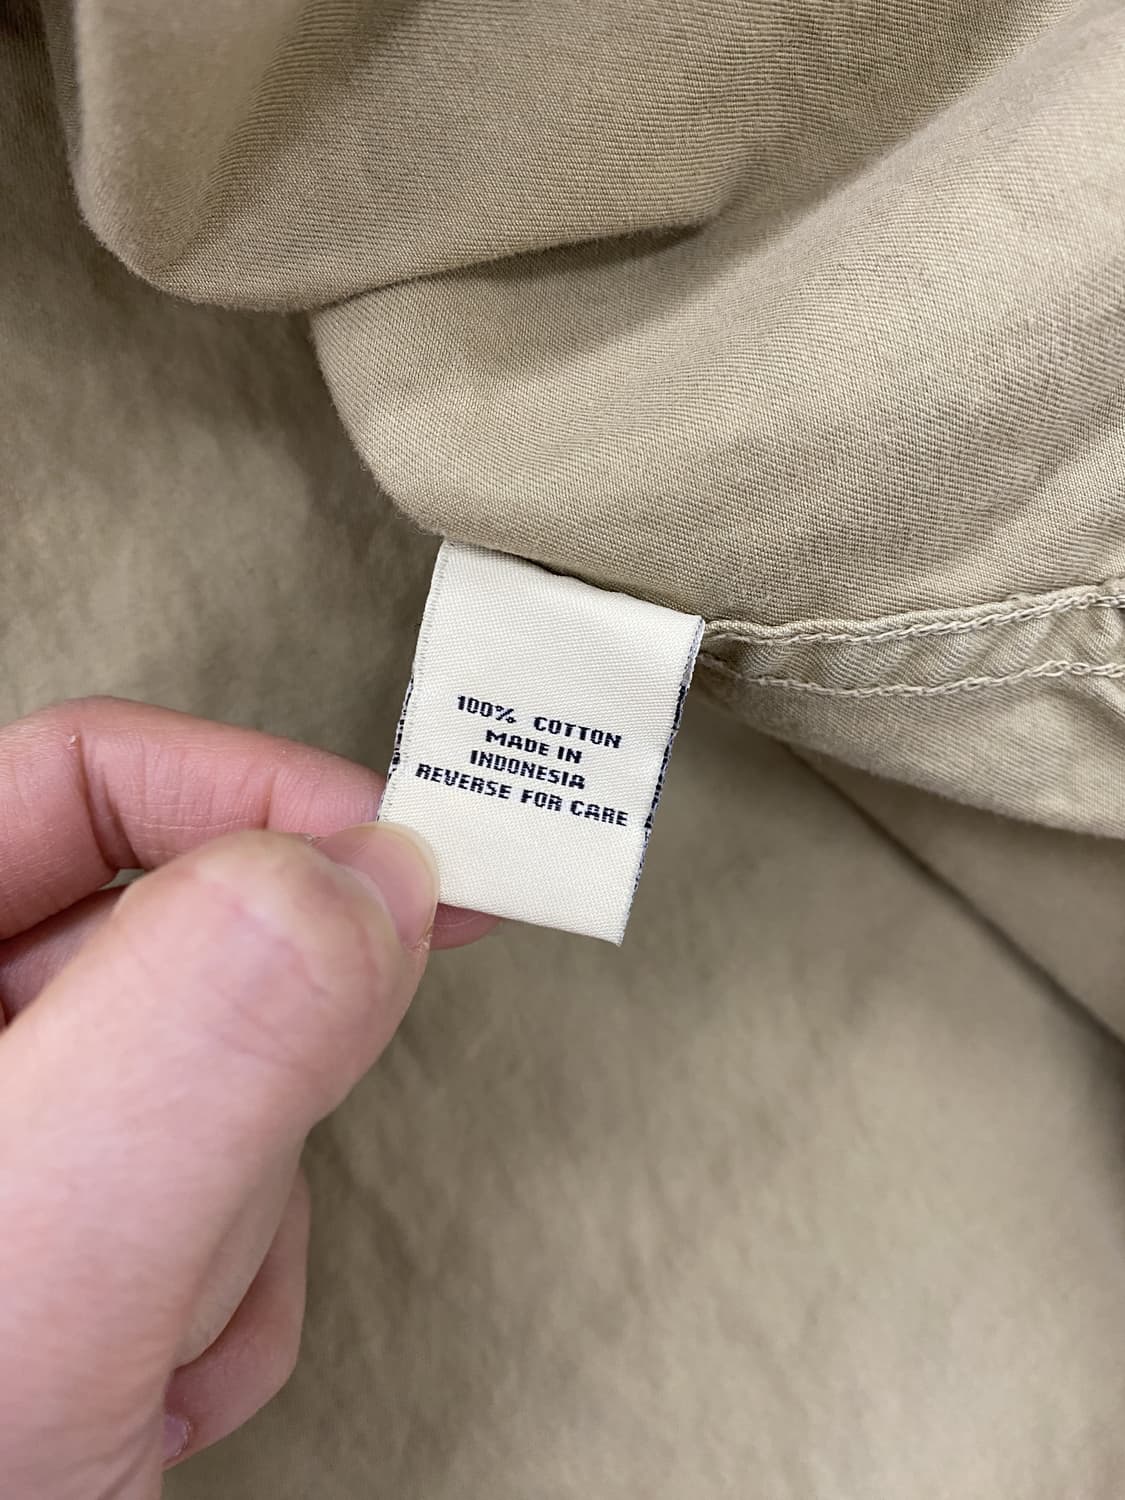 100% COTTON
MADE IN
INDONESIA
REVERSE FOR CARE